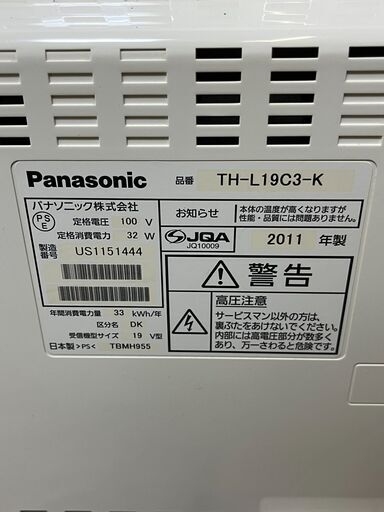 Panasonic
品番 TH-L19C3-K
パナソニック株式会社
PS
E
定格電圧 100 V
定格消費電力 32 W
製造
番号 US1151444
お知らせ
本体の温度が高くなりますが
性能・品質には問題ありません。
JQA
JQ10009
2011 年製
警告
高圧注意
サービスマン以外の方は、
裏ぶたをあけないでください。
内部には高電圧部分が数多く
あり、万一さわると危険です。
年間消費電力量 33 kWh/年
区分名 DK
受信機型サイズ 19 V型
日本製 >PS< TBMH955